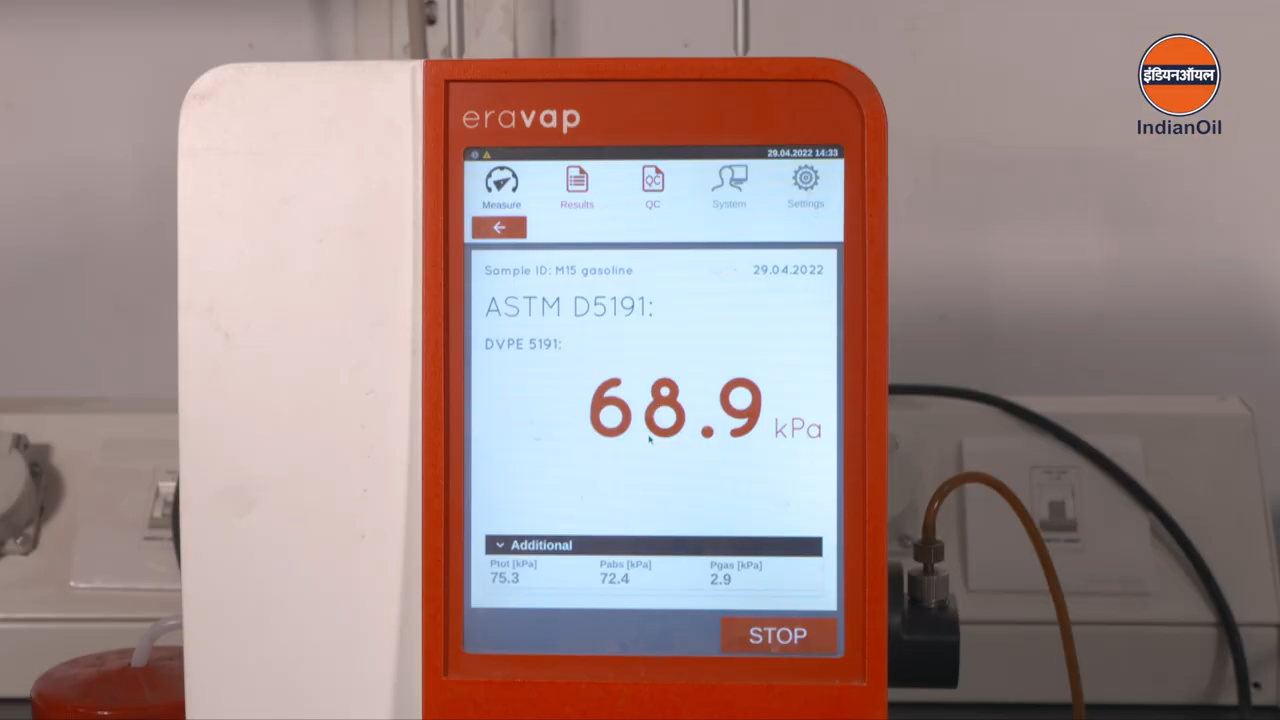 इंडियनऑयल
IndianOil
eravap
29.04.2022 14:33
Measure
Results
QC
QC
System
Settings
Sample ID: M15 gasoline
29.04.2022
ASTM D5191:
DVPE 5191:
68.9 kPa
Additional
Ptot [kPa] Pabs [kPa] Pgas [kPa]
75.3 72.4 2.9
STOP